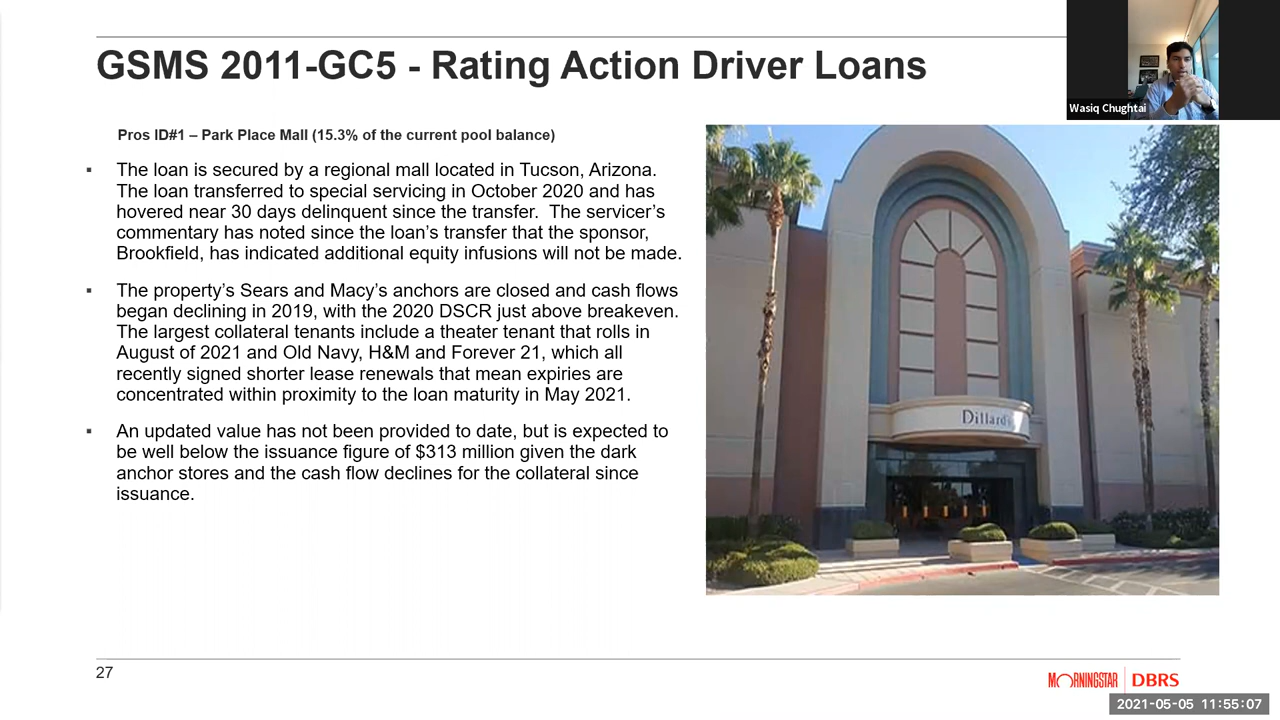 GSMS 2011-GC5 - Rating Action Driver Loans
Wasiq Chughtai
Pros ID#1 – Park Place Mall (15.3% of the current pool balance)
▪ The loan is secured by a regional mall located in Tucson, Arizona.
The loan transferred to special servicing in October 2020 and has
hovered near 30 days delinquent since the transfer. The servicer’s
commentary has noted since the loan’s transfer that the sponsor,
Brookfield, has indicated additional equity infusions will not be made.
▪ The property’s Sears and Macy’s anchors are closed and cash flows
began declining in 2019, with the 2020 DSCR just above breakeven.
The largest collateral tenants include a theater tenant that rolls in
August of 2021 and Old Navy, H&M and Forever 21, which all
recently signed shorter lease renewals that mean expiries are
concentrated within proximity to the loan maturity in May 2021.
▪ An updated value has not been provided to date, but is expected to
be well below the issuance figure of $313 million given the dark
anchor stores and the cash flow declines for the collateral since
issuance.
Dillard's
27
MORNINGSTAR | DBRS
2021-05-05 11:55:07